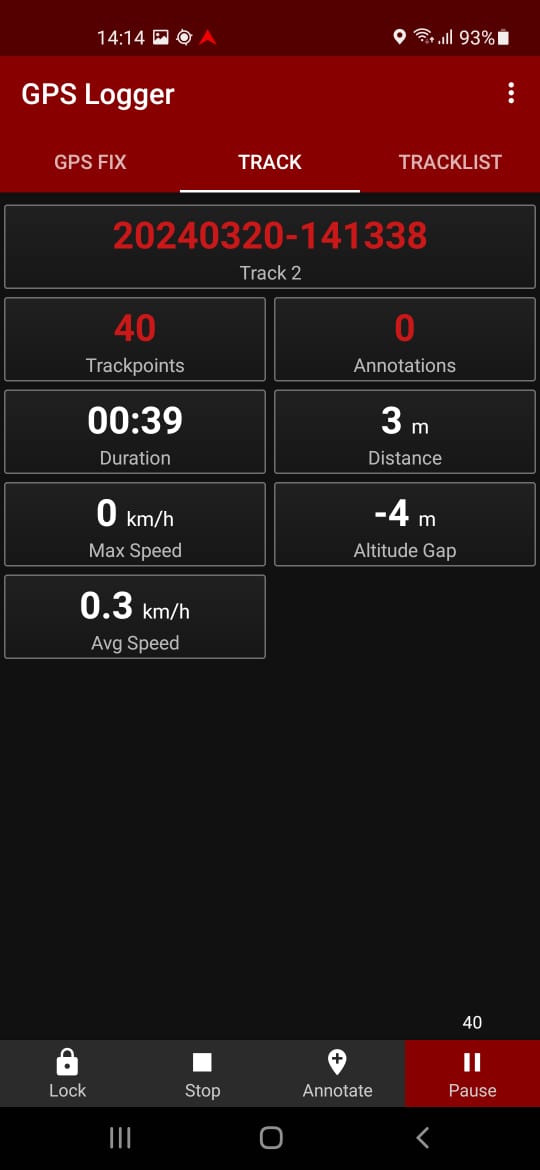 14:14 93%
GPS Logger
GPS FIX TRACK TRACKLIST
20240320-141338
Track 2
40 0
Trackpoints Annotations
00:39 3 m
Duration Distance
0 km/h -4 m
Max Speed Altitude Gap
0.3 km/h
Avg Speed
40
Lock Stop Annotate Pause